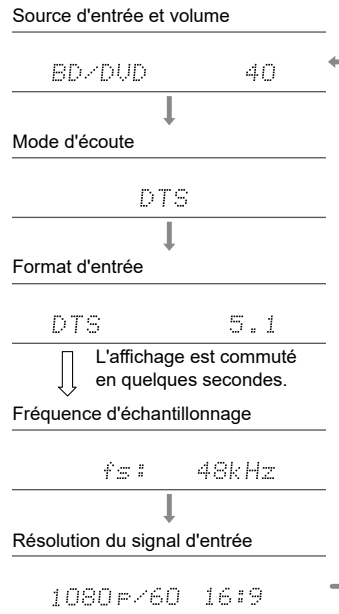 Source d'entrée et volume
BD/DVD 40
Mode d'écoute
DTS
Format d'entrée
DTS 5.1
L'affichage est commuté
en quelques secondes.
Fréquence d'échantillonnage
fs: 48kHz
Résolution du signal d'entrée
1080p/60 16:9